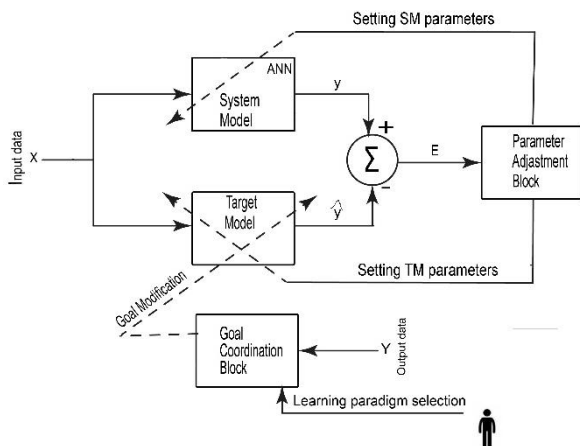 Setting SM parameters
ANN
System
Model
y
+
Input data
X
Σ
E
Parameter
Adjastment
Block
-
Target
Model
ŷ
Setting TM parameters
Goal Modification
Goal
Coordination
Block
Y
Output data
Learning paradigm selection